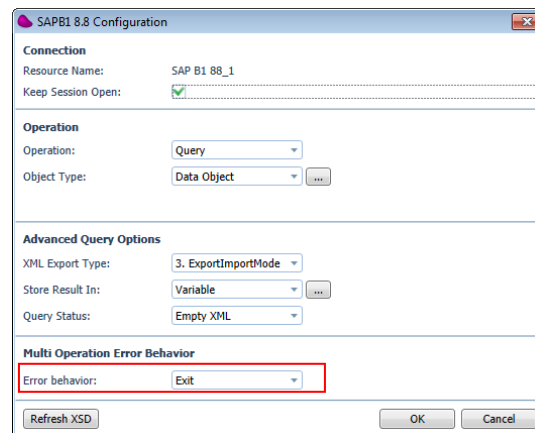 SAPB1 8.8 Configuration
Connection
Resource Name: SAP B1 88_1
Keep Session Open:
Operation
Operation: Query
Object Type: Data Object ...
Advanced Query Options
XML Export Type: 3. ExportImportMode
Store Result In: Variable ...
Query Status: Empty XML
Multi Operation Error Behavior
Error behavior: Exit
Refresh XSD OK Cancel